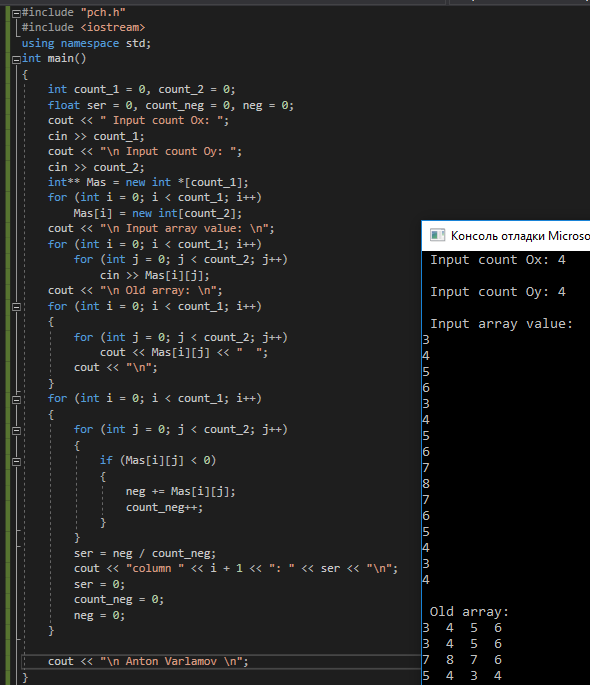 #include "pch.h"
#include <iostream>
using namespace std;
int main()
{
int count_1 = 0, count_2 = 0;
float ser = 0, count_neg = 0, neg = 0;
cout << " Input count Ox: ";
cin >> count_1;
cout << "\n Input count Oy: ";
cin >> count_2;
int** Mas = new int *[count_1];
for (int i = 0; i < count_1; i++)
Mas[i] = new int[count_2];
cout << "\n Input array value: \n";
for (int i = 0; i < count_1; i++)
for (int j = 0; j < count_2; j++)
cin >> Mas[i][j];
cout << "\n Old array: \n";
for (int i = 0; i < count_1; i++)
{
for (int j = 0; j < count_2; j++)
cout << Mas[i][j] << "  ";
cout << "\n";
}
for (int i = 0; i < count_1; i++)
{
for (int j = 0; j < count_2; j++)
{
if (Mas[i][j] < 0)
{
neg += Mas[i][j];
count_neg++;
}
}
ser = neg / count_neg;
cout << "column " << i + 1 << ": " << ser << "\n";
ser = 0;
count_neg = 0;
neg = 0;
}
cout << "\n Anton Varlamov \n";
}
Консоль отладки Microso
Input count Ox: 4
Input count Oy: 4
Input array value:
3
4
5
6
3
4
5
6
7
8
7
6
5
4
3
4
Old array:
3  4  5  6
3  4  5  6
7  8  7  6
5  4  3  4